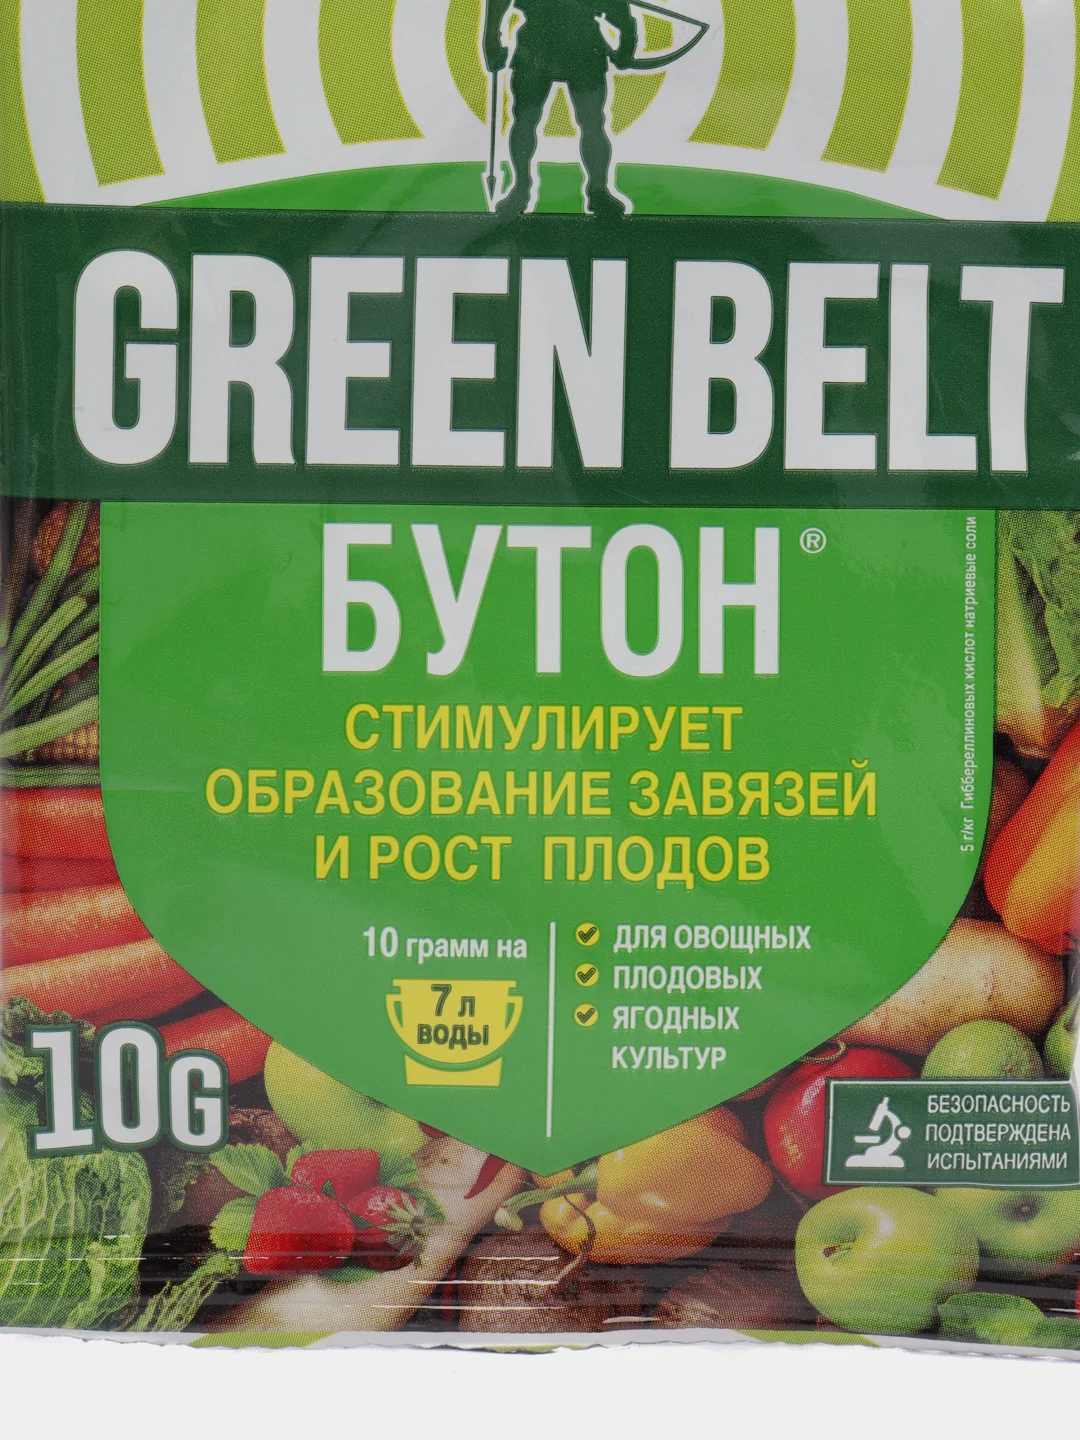 GREEN BELT
БУТОН®
СТИМУЛИРУЕТ
ОБРАЗОВАНИЕ ЗАВЯЗЕЙ
И РОСТ ПЛОДОВ
5 г/кг Гиббереллиновых кислот натриевые соли
10 грамм на
7 л
воды
ДЛЯ ОВОЩНЫХ
ПЛОДОВЫХ
ЯГОДНЫХ
КУЛЬТУР
10G
БЕЗОПАСНОСТЬ
ПОДТВЕРЖДЕНА
ИСПЫТАНИЯМИ